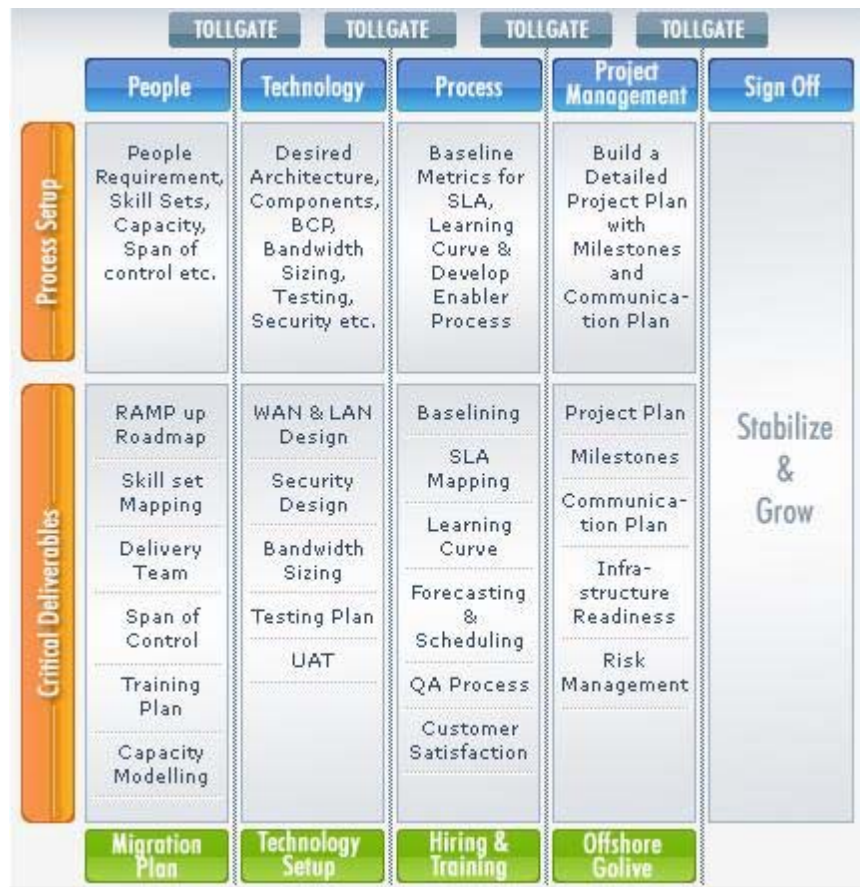 TOLLGATE TOLLGATE TOLLGATE TOLLGATE
People
Technology
Process
Project
Management
Sign Off
Process Setup
People
Requirement,
Skill Sets,
Capacity,
Span of
control etc.
Desired
Architecture,
Components,
BCP,
Bandwidth
Sizing,
Testing,
Security etc.
Baseline
Metrics for
SLA,
Learning
Curve &
Develop
Enabler
Process
Build a
Detailed
Project Plan
with
Milestones
and
Communica-
tion Plan
Critical Deliverables
RAMP up
Roadmap
Skill set
Mapping
Delivery
Team
Span of
Control
Training
Plan
Capacity
Modelling
WAN & LAN
Design
Security
Design
Bandwidth
Sizing
Testing Plan
UAT
Baselining
SLA
Mapping
Learning
Curve
Forecasting
&
Scheduling
QA Process
Customer
Satisfaction
Project Plan
Milestones
Communica-
tion Plan
Infra-
structure
Readiness
Risk
Management
Stabilize
&
Grow
Migration
Plan
Technology
Setup
Hiring &
Training
Offshore
Golive